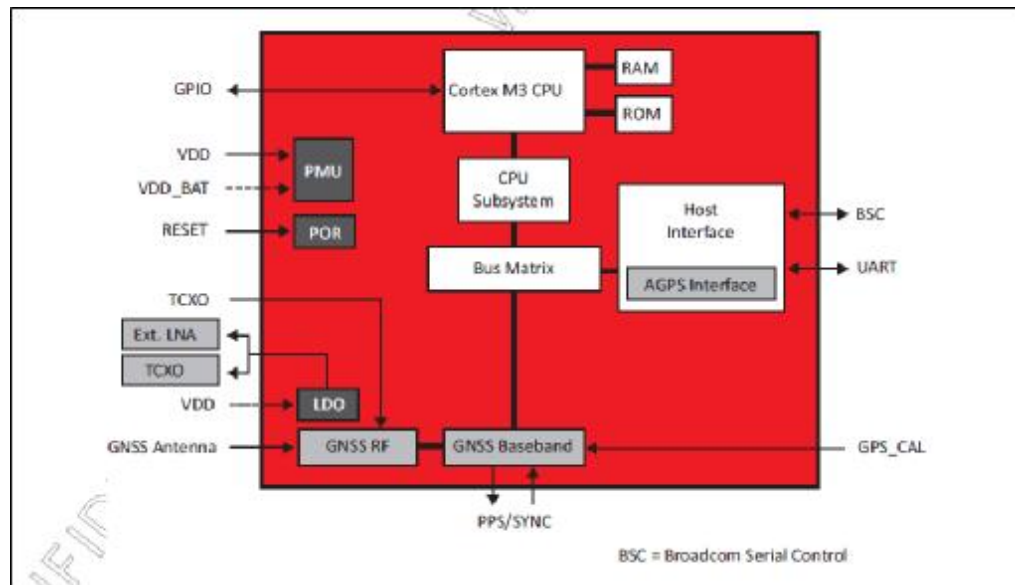 GPIO
Cortex M3 CPU
RAM
ROM
VDD
VDD_BAT
PMU
CPU
Subsystem
Host
Interface
BSC
RESET
POR
Bus Matrix
AGPS Interface
UART
TCXO
Ext. LNA
TCXO
VDD
LDO
GNSS Antenna
GNSS RF
GNSS Baseband
GPS_CAL
PPS/SYNC
BSC = Broadcom Serial Control